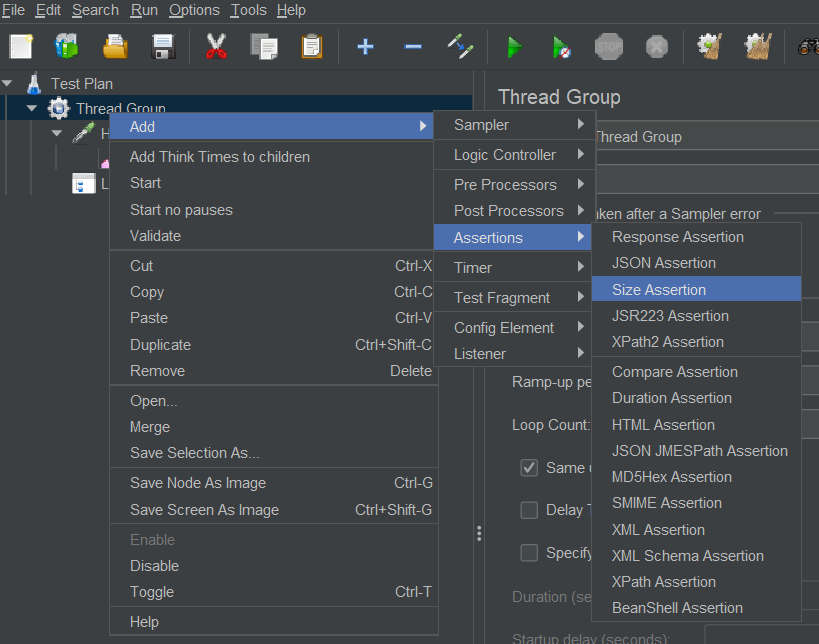 File Edit Search Run Options Tools Help
STOP
Test Plan
Thread Group
H
L
Add
Add Think Times to children
Start
Start no pauses
Validate
Cut Ctrl-X
Copy Ctrl-C
Paste Ctrl-V
Duplicate Ctrl+Shift-C
Remove Delete
Open...
Merge
Save Selection As...
Save Node As Image Ctrl-G
Save Screen As Image Ctrl+Shift-G
Enable
Disable
Toggle Ctrl-T
Help
Sampler
Logic Controller
Pre Processors
Post Processors
Assertions
Timer
Test Fragment
Config Element
Listener
Response Assertion
JSON Assertion
Size Assertion
JSR223 Assertion
XPath2 Assertion
Compare Assertion
Duration Assertion
HTML Assertion
JSON JMESPath Assertion
MD5Hex Assertion
SMIME Assertion
XML Assertion
XML Schema Assertion
XPath Assertion
BeanShell Assertion
Thread Group
Thread Group
ken after a Sampler error
Ramp-up pe
Loop Count:
Same u
Delay T
Specify
Duration (se
Startup delay (seconds):